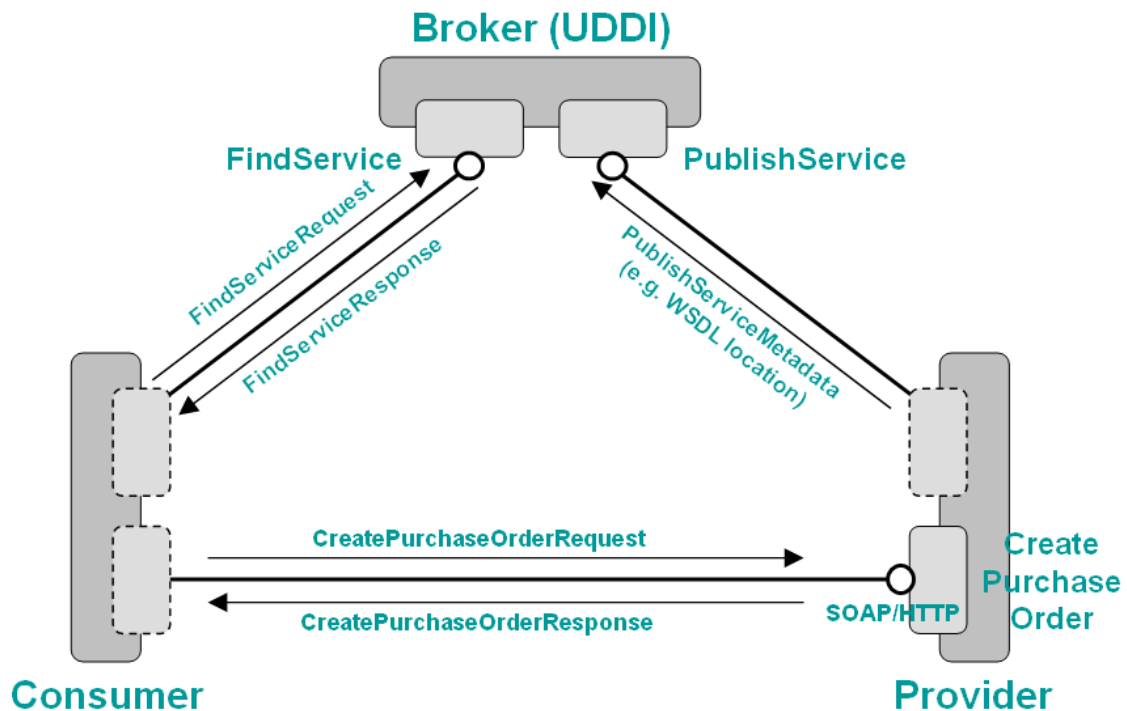 Broker (UDDI)
FindService
PublishService
FindServiceRequest
FindServiceResponse
PublishServiceMetadata
(e.g. WSDL location)
CreatePurchaseOrderRequest
CreatePurchaseOrderResponse
SOAP/HTTP
Create
Purchase
Order
Consumer
Provider